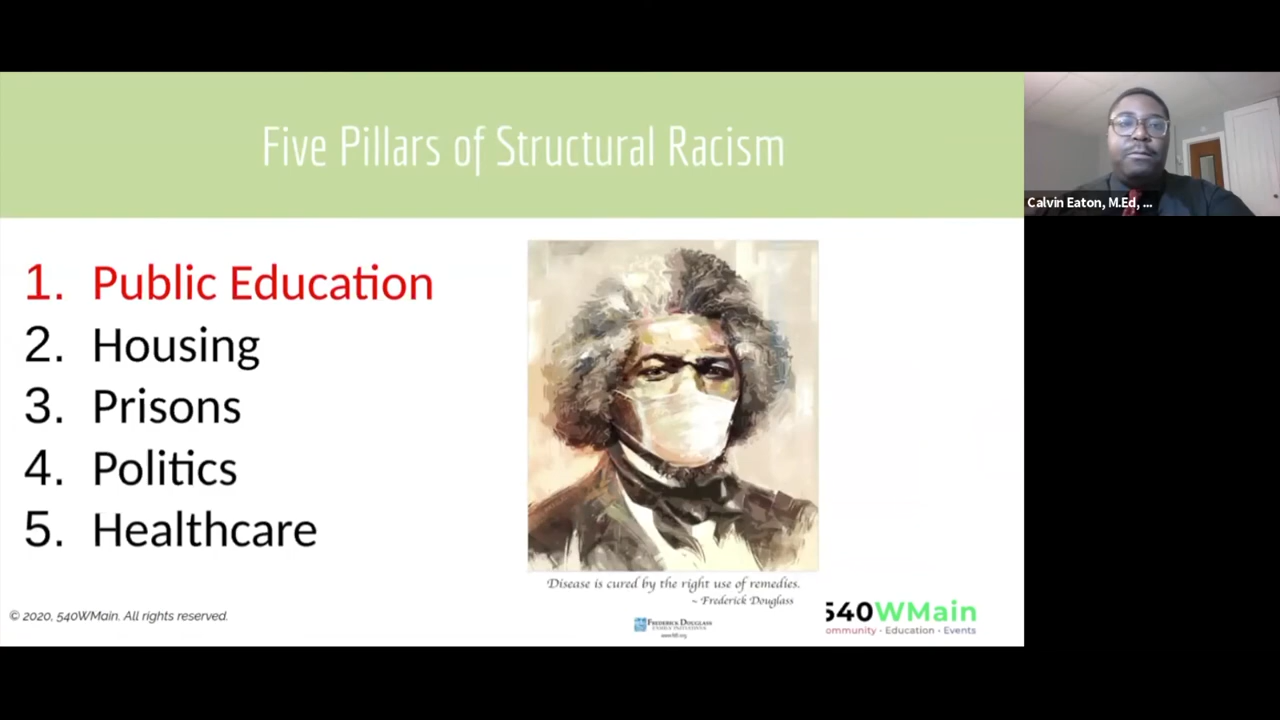 Five Pillars of Structural Racism
Calvin Eaton, M.Ed, ...
1. Public Education
2. Housing
3. Prisons
4. Politics
5. Healthcare
Disease is cured by the right use of remedies.
~ Frederick Douglass
FREDERICK DOUGLASS
FAMILY INITIATIVES
© 2020, 540WMain. All rights reserved.
540WMain
ommunity · Education · Events